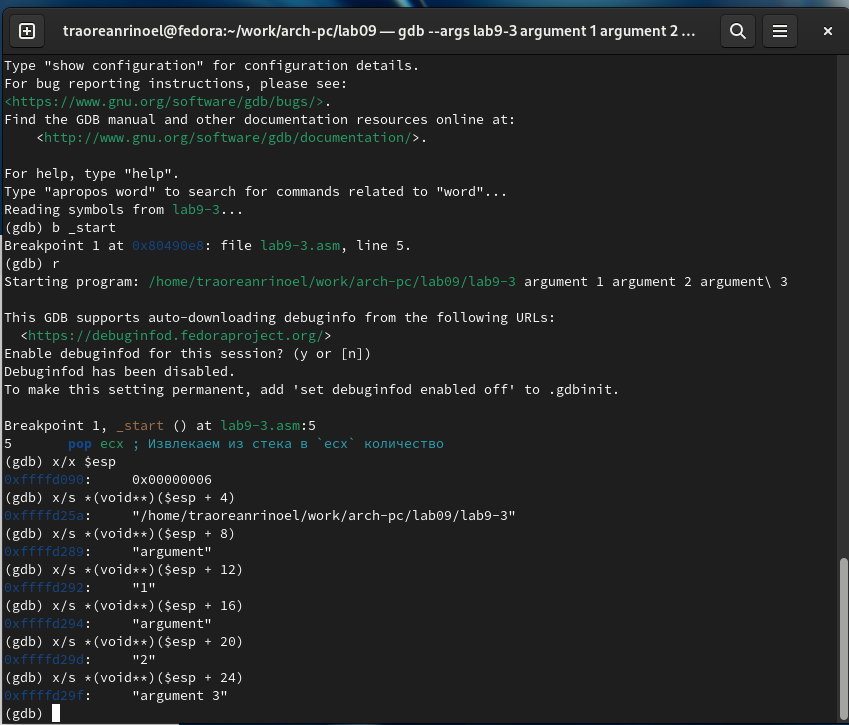 traoreanrinoel@fedora:~/work/arch-pc/lab09 — gdb --args lab9-3 argument 1 argument 2 ...
Type "show configuration" for configuration details.
For bug reporting instructions, please see:
<https://www.gnu.org/software/gdb/bugs/>.
Find the GDB manual and other documentation resources online at:
    <http://www.gnu.org/software/gdb/documentation/>.
For help, type "help".
Type "apropos word" to search for commands related to "word"...
Reading symbols from lab9-3...
(gdb) b _start
Breakpoint 1 at 0x80490e8: file lab9-3.asm, line 5.
(gdb) r
Starting program: /home/traoreanrinoel/work/arch-pc/lab09/lab9-3 argument 1 argument 2 argument\ 3
This GDB supports auto-downloading debuginfo from the following URLs:
  <https://debuginfod.fedoraproject.org/>
Enable debuginfod for this session? (y or [n])
Debuginfod has been disabled.
To make this setting permanent, add 'set debuginfod enabled off' to .gdbinit.
Breakpoint 1, _start () at lab9-3.asm:5
5       pop ecx ; Извлекаем из стека в `ecx` количество
(gdb) x/x $esp
0xffffd090:     0x00000006
(gdb) x/s *(void**)($esp + 4)
0xffffd25a:     "/home/traoreanrinoel/work/arch-pc/lab09/lab9-3"
(gdb) x/s *(void**)($esp + 8)
0xffffd289:     "argument"
(gdb) x/s *(void**)($esp + 12)
0xffffd292:     "1"
(gdb) x/s *(void**)($esp + 16)
0xffffd294:     "argument"
(gdb) x/s *(void**)($esp + 20)
0xffffd29d:     "2"
(gdb) x/s *(void**)($esp + 24)
0xffffd29f:     "argument 3"
(gdb)